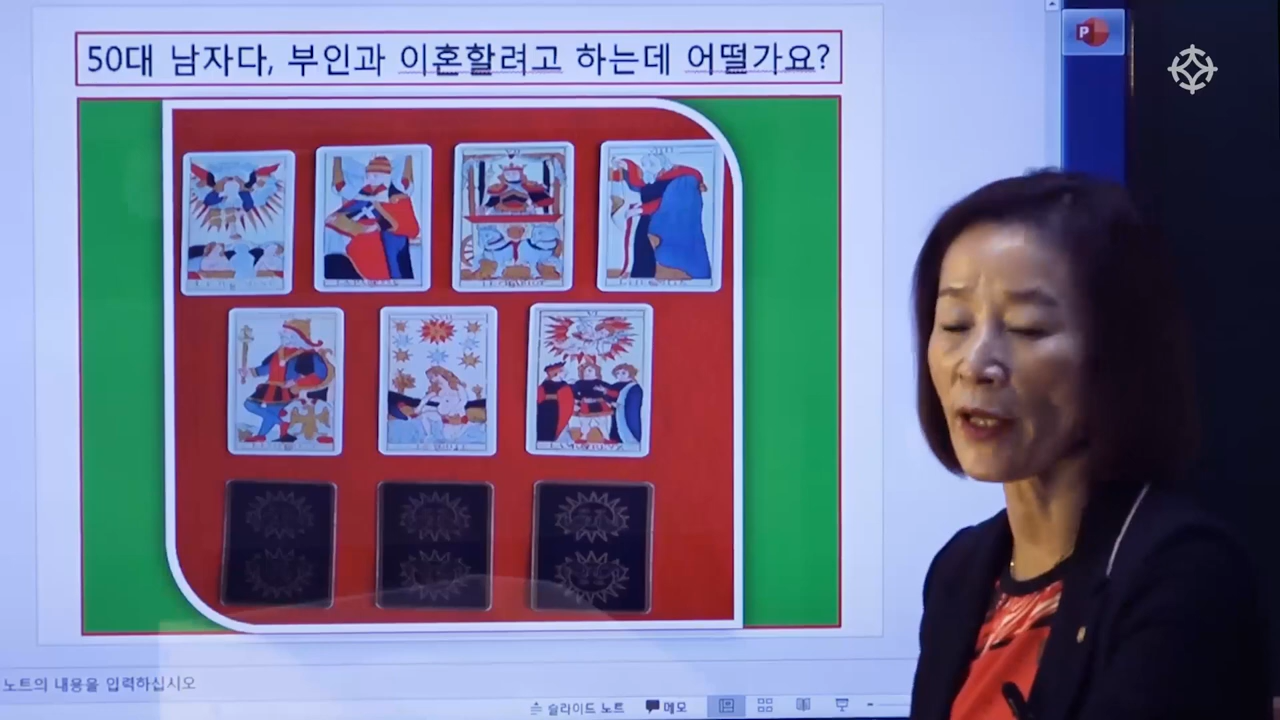 50대 남자다, 부인과 이혼할려고 하는데 어떨가요?
VII
VI
노트의 내용을 입력하십시오
슬라이드 노트
메모
P